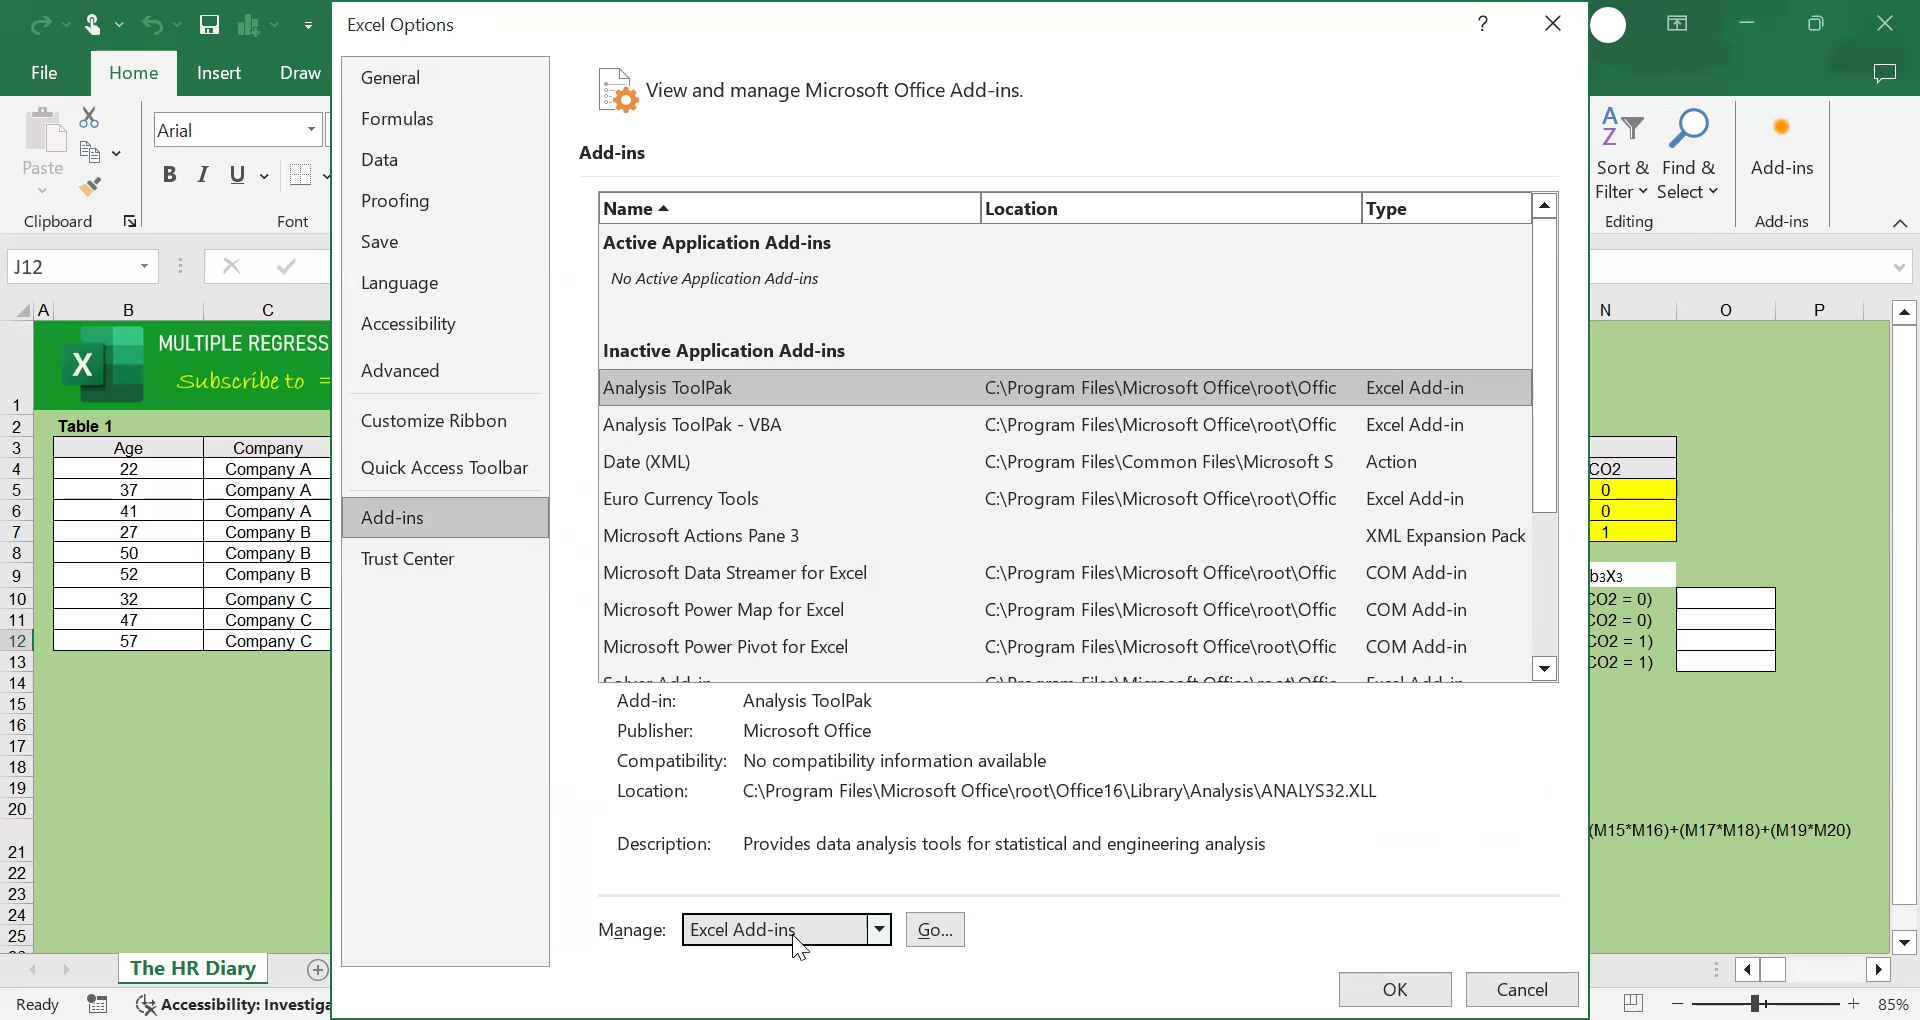 Excel Options
?
File
Home
Insert
Draw
Paste
Clipboard
Arial
B I U
Font
Sort & Filter
Find & Select
Editing
Add-ins
Add-ins
J12
General
Formulas
Data
Proofing
Save
Language
Accessibility
Advanced
Customize Ribbon
Quick Access Toolbar
Add-ins
Trust Center
View and manage Microsoft Office Add-ins.
Add-ins
Name Location Type
Active Application Add-ins
No Active Application Add-ins
Inactive Application Add-ins
Analysis ToolPak C:\Program Files\Microsoft Office\root\Offic Excel Add-in
Analysis ToolPak - VBA C:\Program Files\Microsoft Office\root\Offic Excel Add-in
Date (XML) C:\Program Files\Common Files\Microsoft S Action
Euro Currency Tools C:\Program Files\Microsoft Office\root\Offic Excel Add-in
Microsoft Actions Pane 3 XML Expansion Pack
Microsoft Data Streamer for Excel C:\Program Files\Microsoft Office\root\Offic COM Add-in
Microsoft Power Map for Excel C:\Program Files\Microsoft Office\root\Offic COM Add-in
Microsoft Power Pivot for Excel C:\Program Files\Microsoft Office\root\Offic COM Add-in
Add-in: Analysis ToolPak
Publisher: Microsoft Office
Compatibility: No compatibility information available
Location: C:\Program Files\Microsoft Office\root\Office16\Library\Analysis\ANALYS32.XLL
Description: Provides data analysis tools for statistical and engineering analysis
Manage: Excel Add-ins Go...
OK Cancel
A B C N O P
X
MULTIPLE REGRESS
Subscribe to =
1
2 Table 1
3 Age Company
4 22 Company A CO2
5 37 Company A 0
6 41 Company A 0
7 27 Company B 1
8 50 Company B
9 52 Company B b3X3
10 32 Company C CO2 = 0)
11 47 Company C CO2 = 0)
12 57 Company C CO2 = 1)
13 CO2 = 1)
14
15
16
17
18
19
20
21 (M15*M16)+(M17*M18)+(M19*M20)
22
23
24
25
The HR Diary
Ready
Accessibility: Investiga
85%